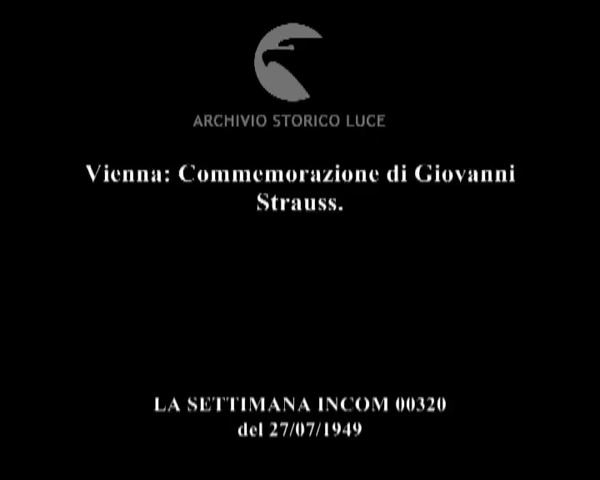 ARCHIVIO STORICO LUCE
Vienna: Commemorazione di Giovanni
Strauss.
LA SETTIMANA INCOM 00320
del 27/07/1949